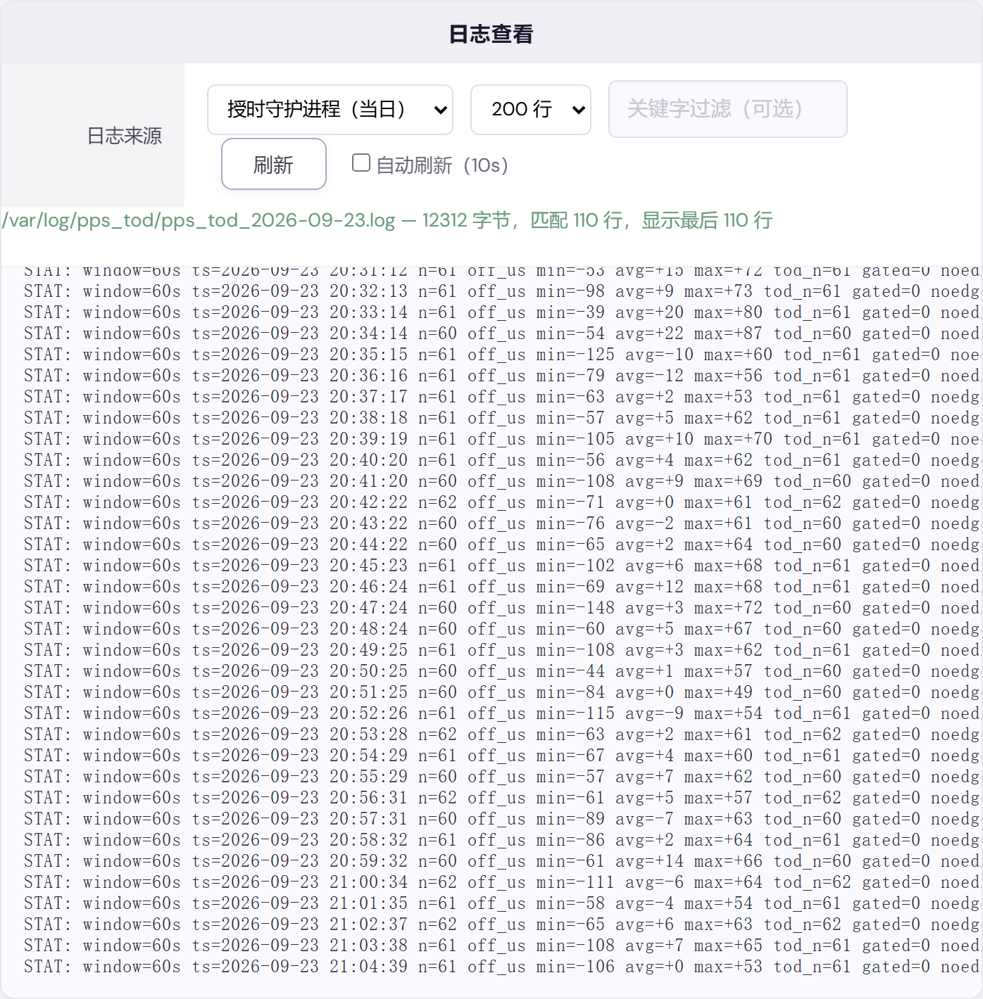 日志查看
日志来源
授时守护进程（当日）
200 行
关键字过滤（可选）
刷新
自动刷新（10s）
/var/log/pps_tod/pps_tod_2026-09-23.log — 12312 字节，匹配 110 行，显示最后 110 行
STAT: window=60s ts=2026-09-23 20:31:12 n=61 off_us min=-53 avg=+15 max=+72 tod_n=61 gated=0 noed
STAT: window=60s ts=2026-09-23 20:32:13 n=61 off_us min=-98 avg=+9 max=+73 tod_n=61 gated=0 noedg
STAT: window=60s ts=2026-09-23 20:33:14 n=61 off_us min=-39 avg=+20 max=+80 tod_n=61 gated=0 noed
STAT: window=60s ts=2026-09-23 20:34:14 n=60 off_us min=-54 avg=+22 max=+87 tod_n=60 gated=0 noed
STAT: window=60s ts=2026-09-23 20:35:15 n=61 off_us min=-125 avg=-10 max=+60 tod_n=61 gated=0 noe
STAT: window=60s ts=2026-09-23 20:36:16 n=61 off_us min=-79 avg=-12 max=+56 tod_n=61 gated=0 noed
STAT: window=60s ts=2026-09-23 20:37:17 n=61 off_us min=-63 avg=+2 max=+53 tod_n=61 gated=0 noedg
STAT: window=60s ts=2026-09-23 20:38:18 n=61 off_us min=-57 avg=+5 max=+62 tod_n=61 gated=0 noedg
STAT: window=60s ts=2026-09-23 20:39:19 n=61 off_us min=-105 avg=+10 max=+70 tod_n=61 gated=0 noe
STAT: window=60s ts=2026-09-23 20:40:20 n=61 off_us min=-56 avg=+4 max=+62 tod_n=61 gated=0 noedg
STAT: window=60s ts=2026-09-23 20:41:20 n=60 off_us min=-108 avg=+9 max=+69 tod_n=60 gated=0 noed
STAT: window=60s ts=2026-09-23 20:42:22 n=62 off_us min=-71 avg=+0 max=+61 tod_n=62 gated=0 noedg
STAT: window=60s ts=2026-09-23 20:43:22 n=60 off_us min=-76 avg=-2 max=+61 tod_n=60 gated=0 noedg
STAT: window=60s ts=2026-09-23 20:44:22 n=60 off_us min=-65 avg=+2 max=+64 tod_n=60 gated=0 noedg
STAT: window=60s ts=2026-09-23 20:45:23 n=61 off_us min=-102 avg=+6 max=+68 tod_n=61 gated=0 noed
STAT: window=60s ts=2026-09-23 20:46:24 n=61 off_us min=-69 avg=+12 max=+68 tod_n=61 gated=0 noed
STAT: window=60s ts=2026-09-23 20:47:24 n=60 off_us min=-148 avg=+3 max=+72 tod_n=60 gated=0 noed
STAT: window=60s ts=2026-09-23 20:48:24 n=60 off_us min=-60 avg=+5 max=+67 tod_n=60 gated=0 noedg
STAT: window=60s ts=2026-09-23 20:49:25 n=61 off_us min=-108 avg=+3 max=+62 tod_n=61 gated=0 noed
STAT: window=60s ts=2026-09-23 20:50:25 n=60 off_us min=-44 avg=+1 max=+57 tod_n=60 gated=0 noedg
STAT: window=60s ts=2026-09-23 20:51:25 n=60 off_us min=-84 avg=+0 max=+49 tod_n=60 gated=0 noedg
STAT: window=60s ts=2026-09-23 20:52:26 n=61 off_us min=-115 avg=-9 max=+54 tod_n=61 gated=0 noed
STAT: window=60s ts=2026-09-23 20:53:28 n=62 off_us min=-63 avg=+2 max=+61 tod_n=62 gated=0 noedg
STAT: window=60s ts=2026-09-23 20:54:29 n=61 off_us min=-67 avg=+4 max=+60 tod_n=61 gated=0 noedg
STAT: window=60s ts=2026-09-23 20:55:29 n=60 off_us min=-57 avg=+7 max=+62 tod_n=60 gated=0 noedg
STAT: window=60s ts=2026-09-23 20:56:31 n=62 off_us min=-61 avg=+5 max=+57 tod_n=62 gated=0 noedg
STAT: window=60s ts=2026-09-23 20:57:31 n=60 off_us min=-89 avg=-7 max=+63 tod_n=60 gated=0 noedg
STAT: window=60s ts=2026-09-23 20:58:32 n=61 off_us min=-86 avg=+2 max=+64 tod_n=61 gated=0 noedg
STAT: window=60s ts=2026-09-23 20:59:32 n=60 off_us min=-61 avg=+14 max=+66 tod_n=60 gated=0 noed
STAT: window=60s ts=2026-09-23 21:00:34 n=62 off_us min=-111 avg=-6 max=+64 tod_n=62 gated=0 noed
STAT: window=60s ts=2026-09-23 21:01:35 n=61 off_us min=-58 avg=-4 max=+54 tod_n=61 gated=0 noedg
STAT: window=60s ts=2026-09-23 21:02:37 n=62 off_us min=-65 avg=+6 max=+63 tod_n=62 gated=0 noedg
STAT: window=60s ts=2026-09-23 21:03:38 n=61 off_us min=-108 avg=+7 max=+65 tod_n=61 gated=0 noed
STAT: window=60s ts=2026-09-23 21:04:39 n=61 off_us min=-106 avg=+0 max=+53 tod_n=61 gated=0 noed